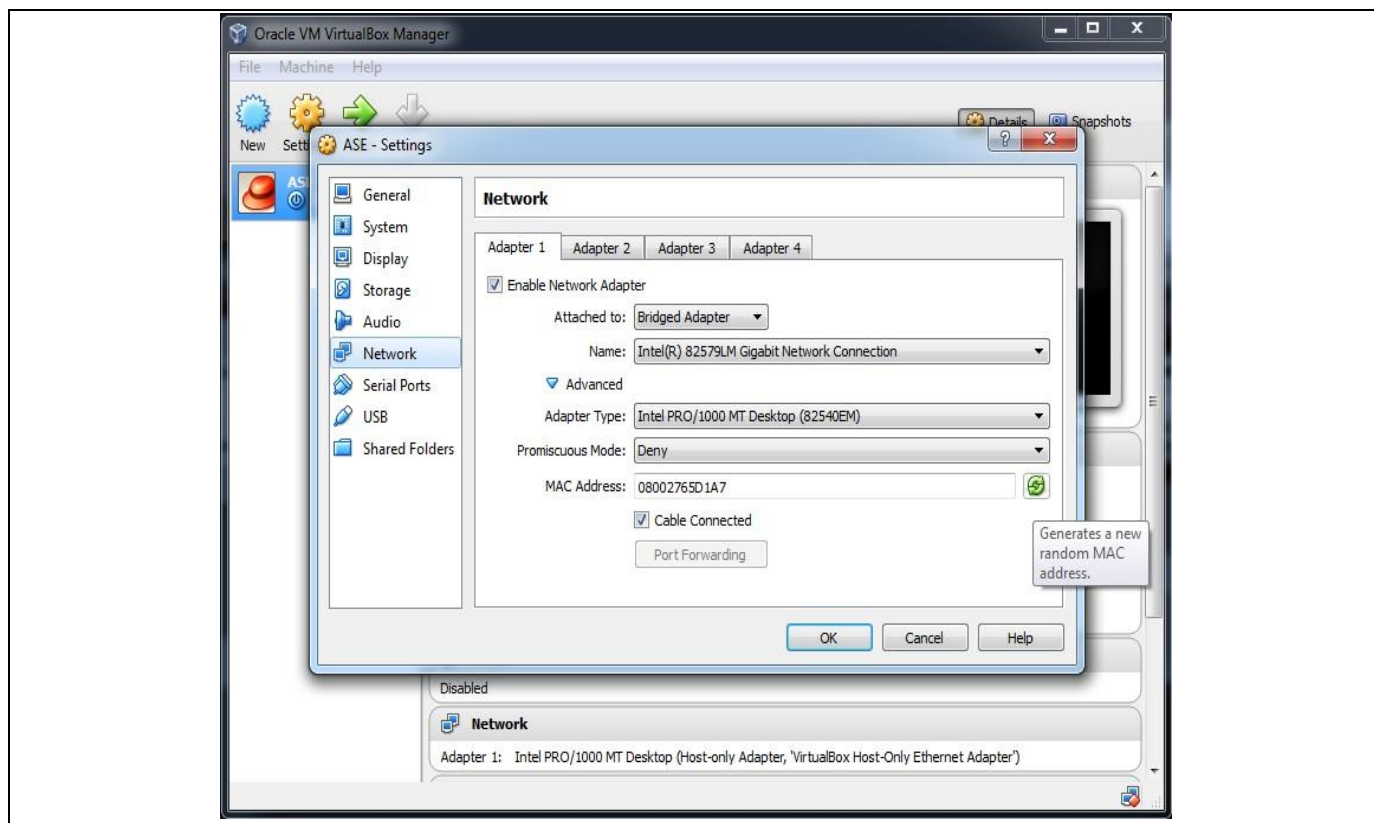 Oracle VM VirtualBox Manager
File Machine Help
New Setti
Details Snapshots
ASE - Settings
General
System
Display
Storage
Audio
Network
Serial Ports
USB
Shared Folders
Network
Adapter 1 Adapter 2 Adapter 3 Adapter 4
Enable Network Adapter
Attached to: Bridged Adapter
Name: Intel(R) 82579LM Gigabit Network Connection
Advanced
Adapter Type: Intel PRO/1000 MT Desktop (82540EM)
Promiscuous Mode: Deny
MAC Address: 08002765D1A7
Cable Connected
Port Forwarding
Generates a new
random MAC
address.
OK Cancel Help
Disabled
Network
Adapter 1: Intel PRO/1000 MT Desktop (Host-only Adapter, 'VirtualBox Host-Only Ethernet Adapter')